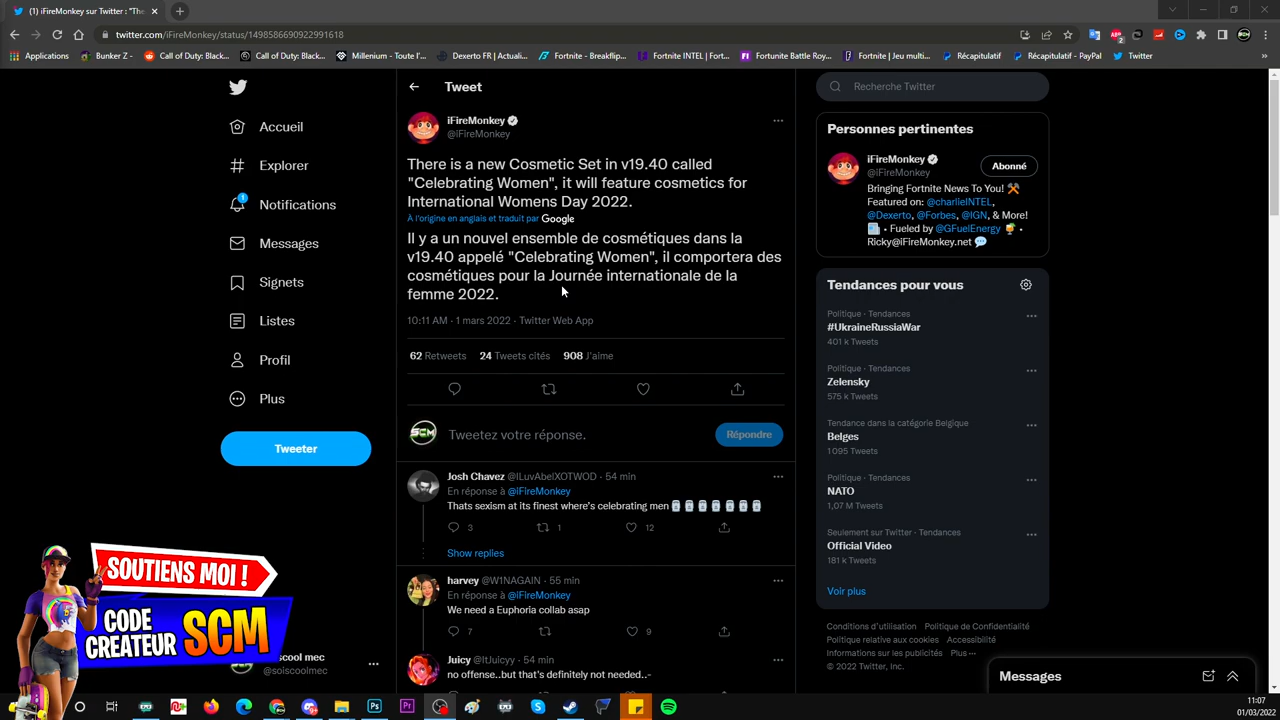 (1) iFireMonkey sur Twitter : "The
twitter.com/iFireMonkey/status/1498586690922991618
Applications
Bunker Z -
Call of Duty: Black...
Call of Duty: Black...
Millenium - Toute l'...
Dexerto FR | Actuali...
Fortnite - Breakflip...
Fortnite INTEL | Fort...
Fortnite Battle Roy...
Fortnite | Jeu multi...
Récapitulatif
Récapitulatif - PayPal
Twitter
Accueil
Explorer
1
Notifications
Messages
Signets
Listes
Profil
Plus
Tweeter
Tweet
iFireMonkey
@iFireMonkey
There is a new Cosmetic Set in v19.40 called
"Celebrating Women", it will feature cosmetics for
International Womens Day 2022.
À l'origine en anglais et traduit par Google
Il y a un nouvel ensemble de cosmétiques dans la
v19.40 appelé "Celebrating Women", il comportera des
cosmétiques pour la Journée internationale de la
femme 2022.
10:11 AM · 1 mars 2022 · Twitter Web App
62 Retweets 24 Tweets cités 908 J'aime
SCM
Tweetez votre réponse.
Répondre
Josh Chavez @ILuvAbelXOTWOD · 54 min
En réponse à @iFireMonkey
Thats sexism at its finest where's celebrating men
3 1 12
Show replies
harvey @W1NAGAIN · 55 min
En réponse à @iFireMonkey
We need a Euphoria collab asap
7 9
Juicy @ItJuicyy · 54 min
no offense..but that's definitely not needed..-
Recherche Twitter
Personnes pertinentes
iFireMonkey
@iFireMonkey
Abonné
Bringing Fortnite News To You!
Featured on: @charlieINTEL,
@Dexerto, @Forbes, @IGN, & More!
• Fueled by @GFuelEnergy •
Ricky@iFireMonkey.net
Tendances pour vous
Politique · Tendances
#UkraineRussiaWar
401 k Tweets
Politique · Tendances
Zelensky
575 k Tweets
Tendance dans la catégorie Belgique
Belges
1 095 Tweets
Politique · Tendances
NATO
1,07 M Tweets
Seulement sur Twitter · Tendances
Official Video
181 k Tweets
Voir plus
Conditions d'utilisation Politique de Confidentialité
Politique relative aux cookies Accessibilité
Informations sur les publicités Plus ···
© 2022 Twitter, Inc.
Messages
SOUTIENS MOI !
CODE
CREATEUR SCM
soiscool mec
@soiscoolmec
11:07
01/03/2022